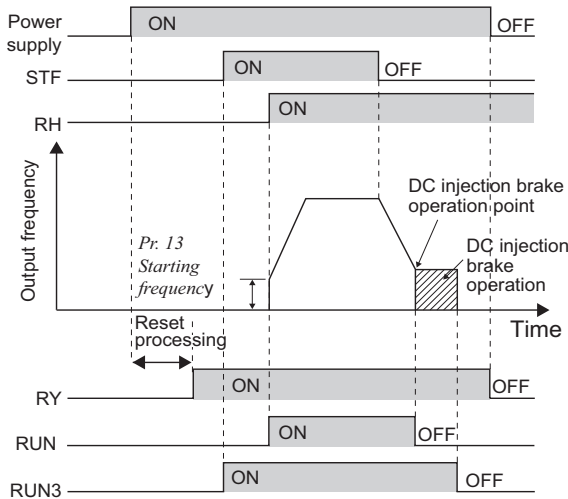 Power
supply
ON
OFF
STF
ON
OFF
RH
ON
Output frequency
Pr. 13
Starting
frequency
DC injection brake
operation point
DC injection
brake
operation
Time
Reset
processing
RY
ON
OFF
RUN
ON
OFF
RUN3
ON
OFF